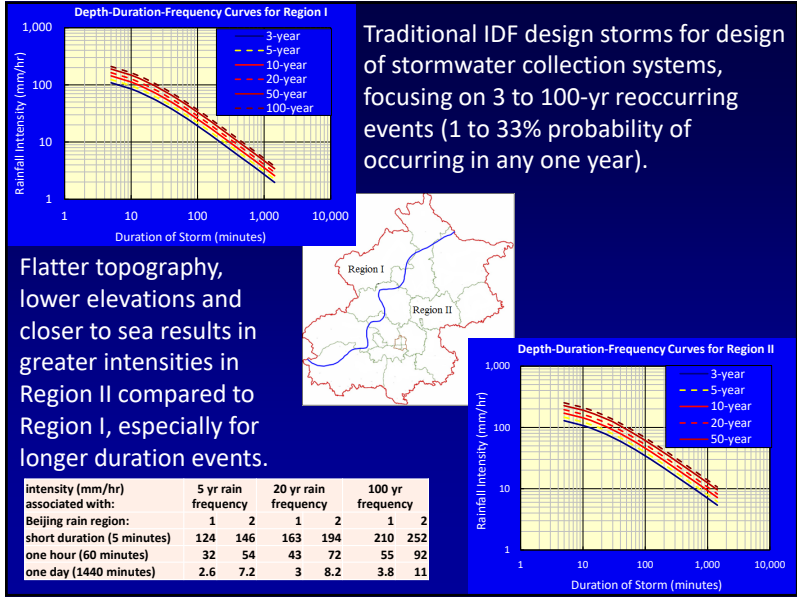 Depth-Duration-Frequency Curves for Region I
1,000
100
10
1
Rainfall Intensity (mm/hr)
3-year
5-year
10-year
20-year
50-year
100-year
1 10 100 1,000 10,000
Duration of Storm (minutes)
Traditional IDF design storms for design
of stormwater collection systems,
focusing on 3 to 100-yr reoccurring
events (1 to 33% probability of
occurring in any one year).
Region I
Region II
Flatter topography,
lower elevations and
closer to sea results in
greater intensities in
Region II compared to
Region I, especially for
longer duration events.
intensity (mm/hr) 5 yr rain 20 yr rain 100 yr
associated with: frequency frequency frequency
Beijing rain region: 1 2 1 2 1 2
short duration (5 minutes) 124 146 163 194 210 252
one hour (60 minutes) 32 54 43 72 55 92
one day (1440 minutes) 2.6 7.2 3 8.2 3.8 11
Depth-Duration-Frequency Curves for Region II
1,000
100
10
1
Rainfall Intensity (mm/hr)
3-year
5-year
10-year
20-year
50-year
1 10 100 1,000 10,000
Duration of Storm (minutes)